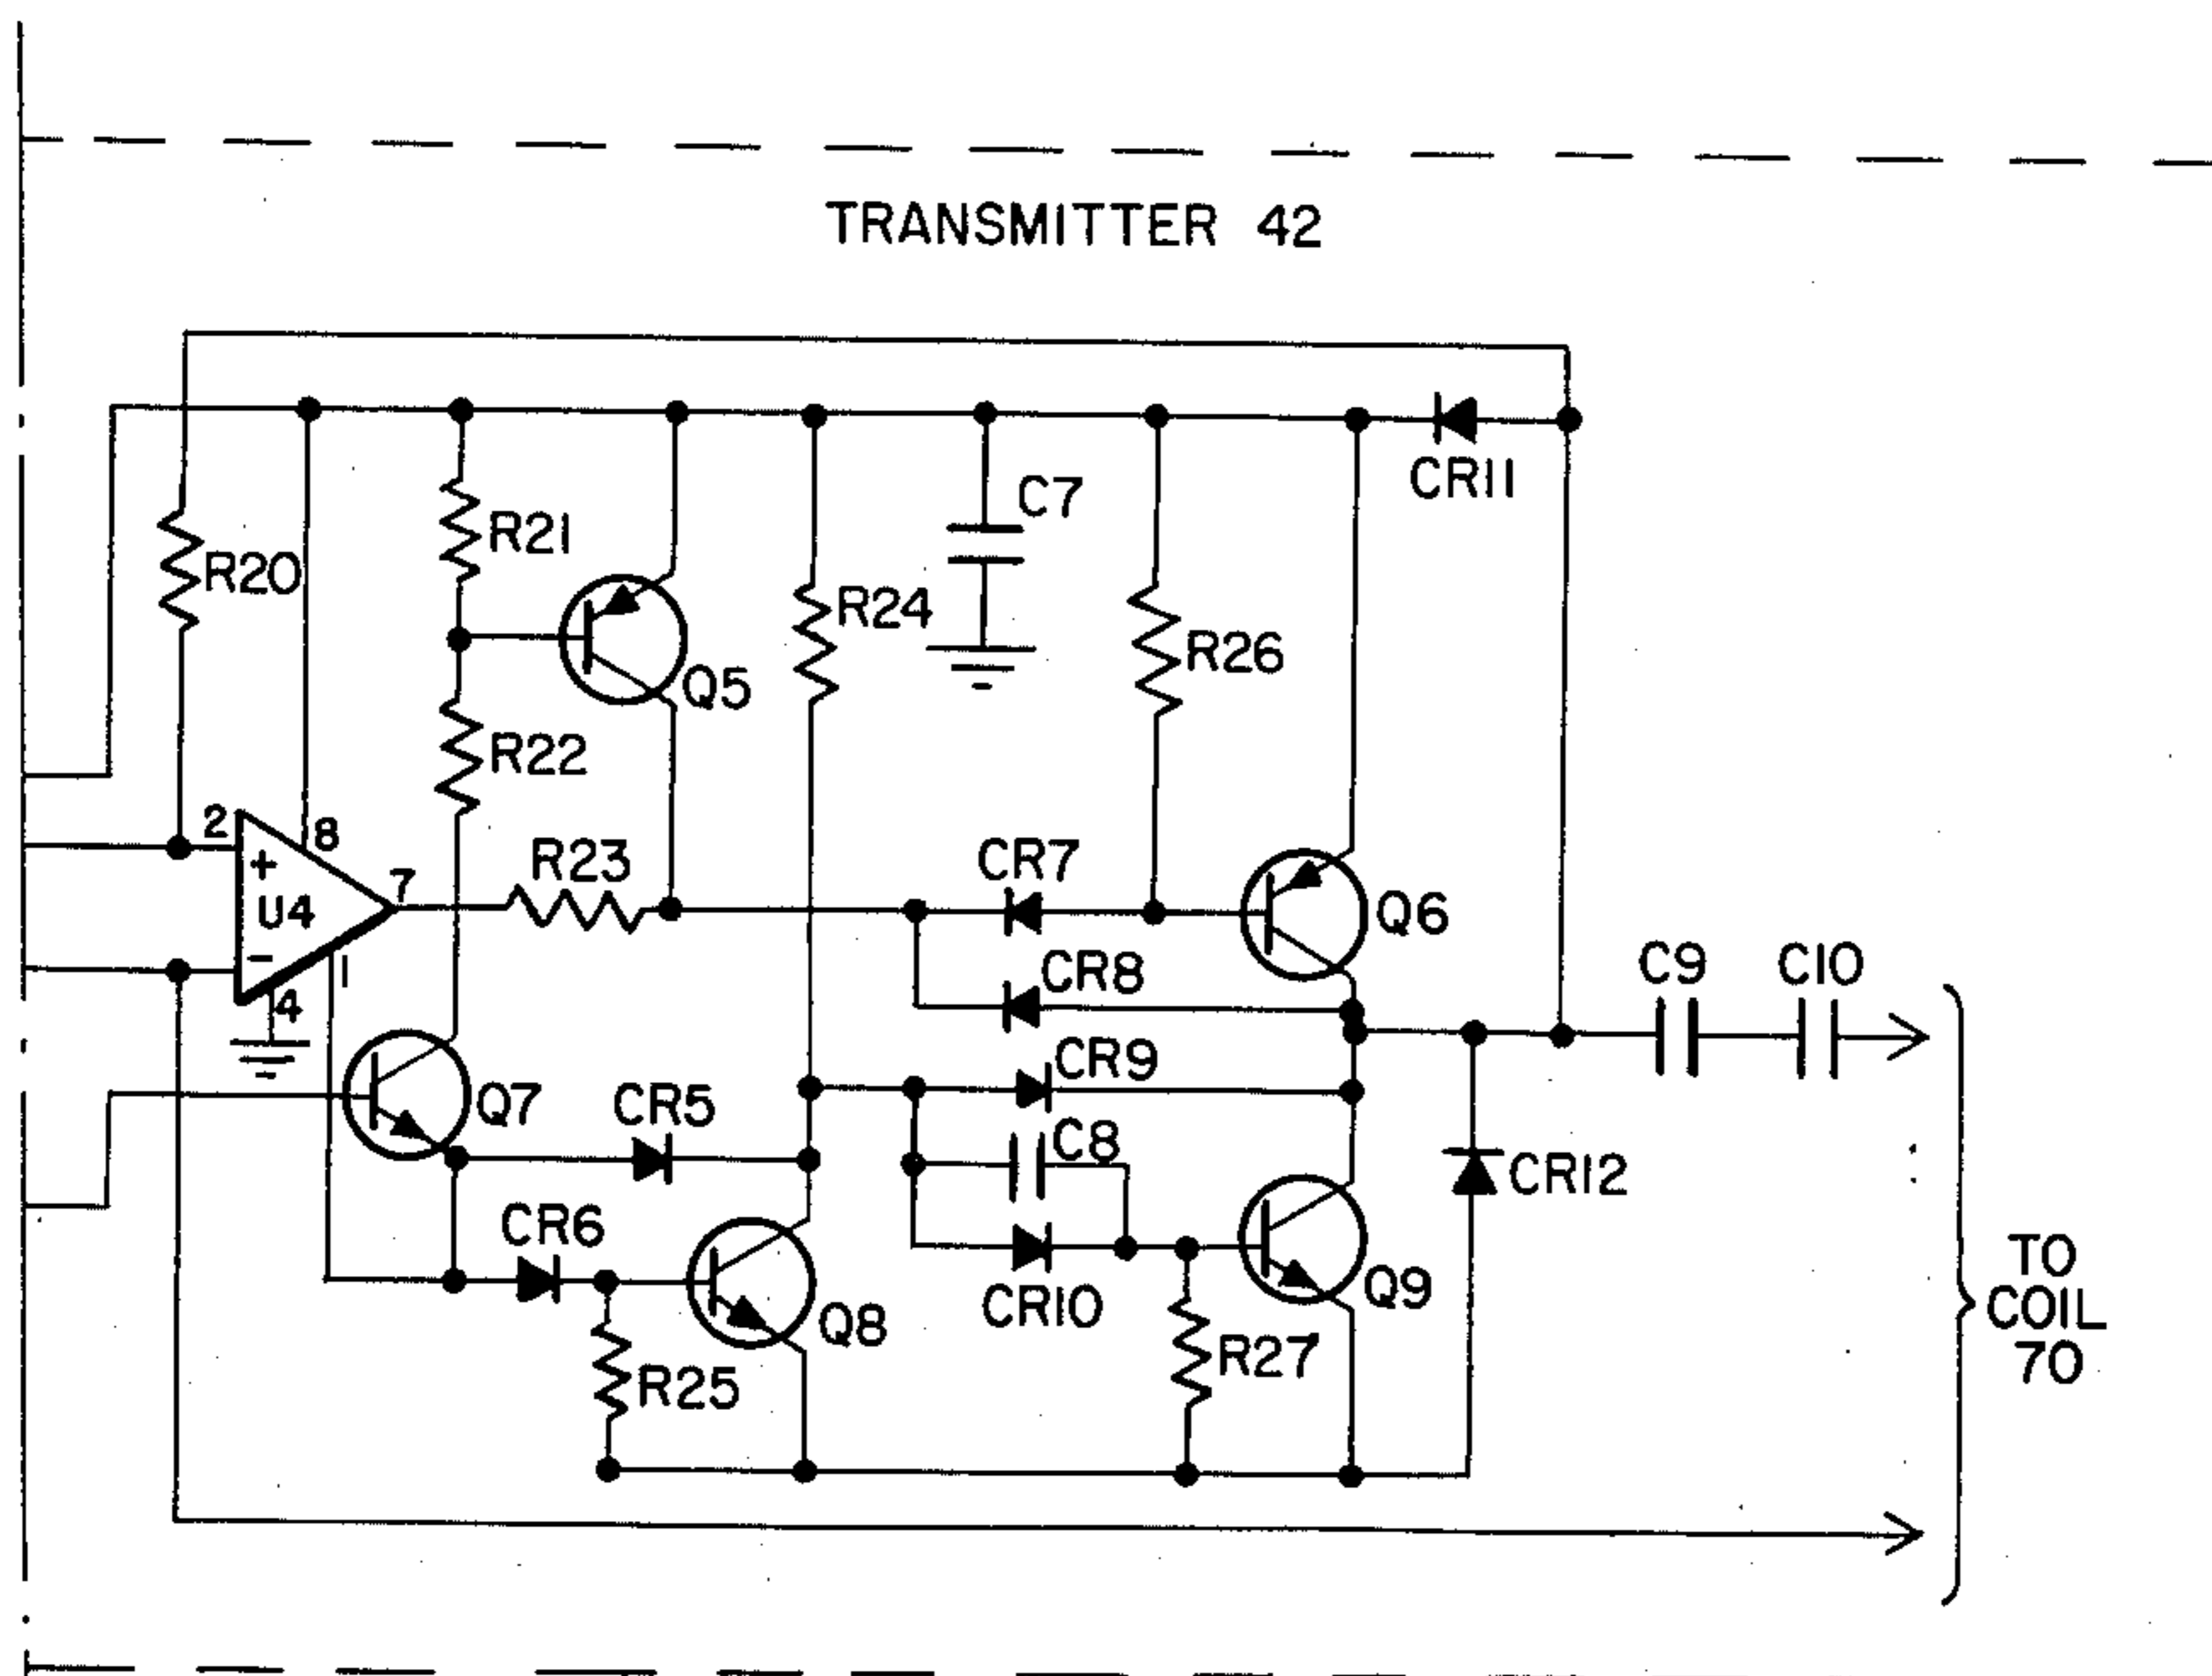 TRANSMITTER 42
CR11
C7
R21
R20
R24
Q5
R26
R22
2
8
+
U4
7
R23
CR7
Q6
-
1
4
CR8
C9
C10
CR9
Q7
CR5
C8
CR12
CR6
Q8
CR10
Q9
R25
R27
TO
COIL
70